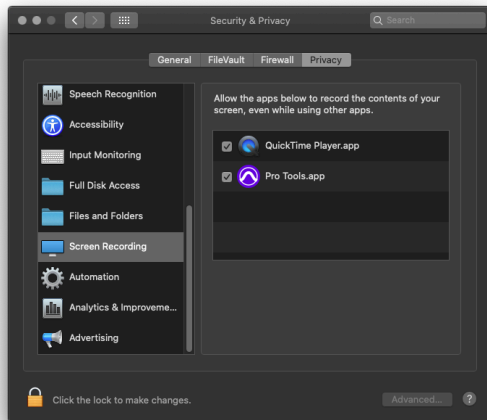 Security & Privacy
Search
General FileVault Firewall Privacy
Speech Recognition
Accessibility
Input Monitoring
Full Disk Access
Files and Folders
Screen Recording
Automation
Analytics & Improveme...
Advertising
Allow the apps below to record the contents of your
screen, even while using other apps.
QuickTime Player.app
Pro Tools.app
Click the lock to make changes.
Advanced...
?